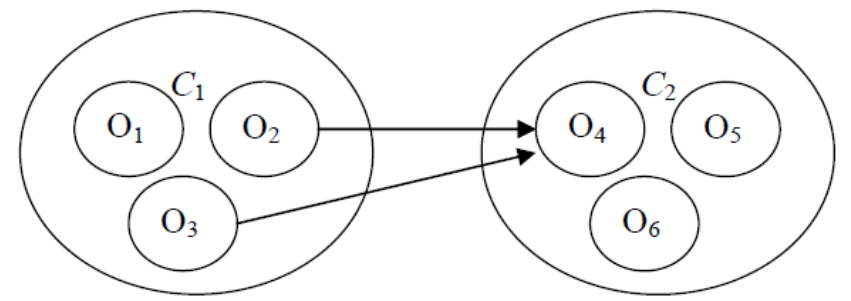 C₁
C₂
O₁
O₂
O₄
O₅
O₃
O₆